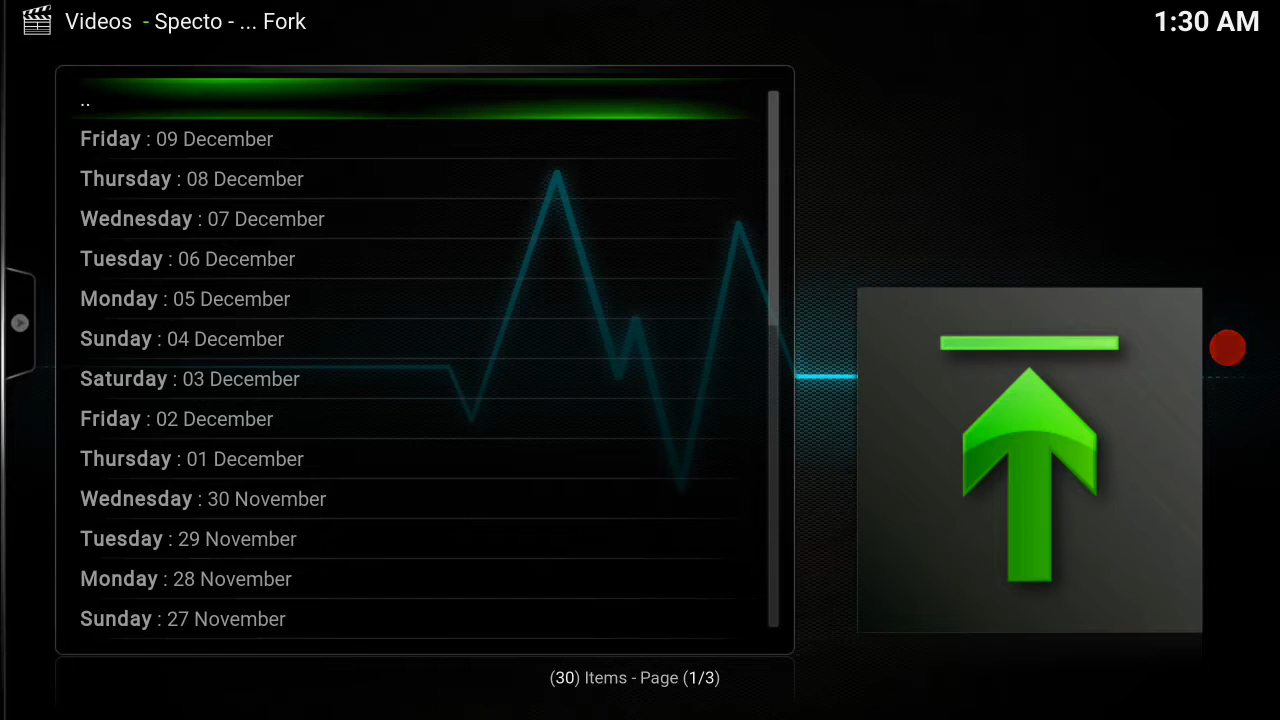 Videos - Specto - ... Fork
1:30 AM
..
Friday : 09 December
Thursday : 08 December
Wednesday : 07 December
Tuesday : 06 December
Monday : 05 December
Sunday : 04 December
Saturday : 03 December
Friday : 02 December
Thursday : 01 December
Wednesday : 30 November
Tuesday : 29 November
Monday : 28 November
Sunday : 27 November
(30) Items - Page (1/3)